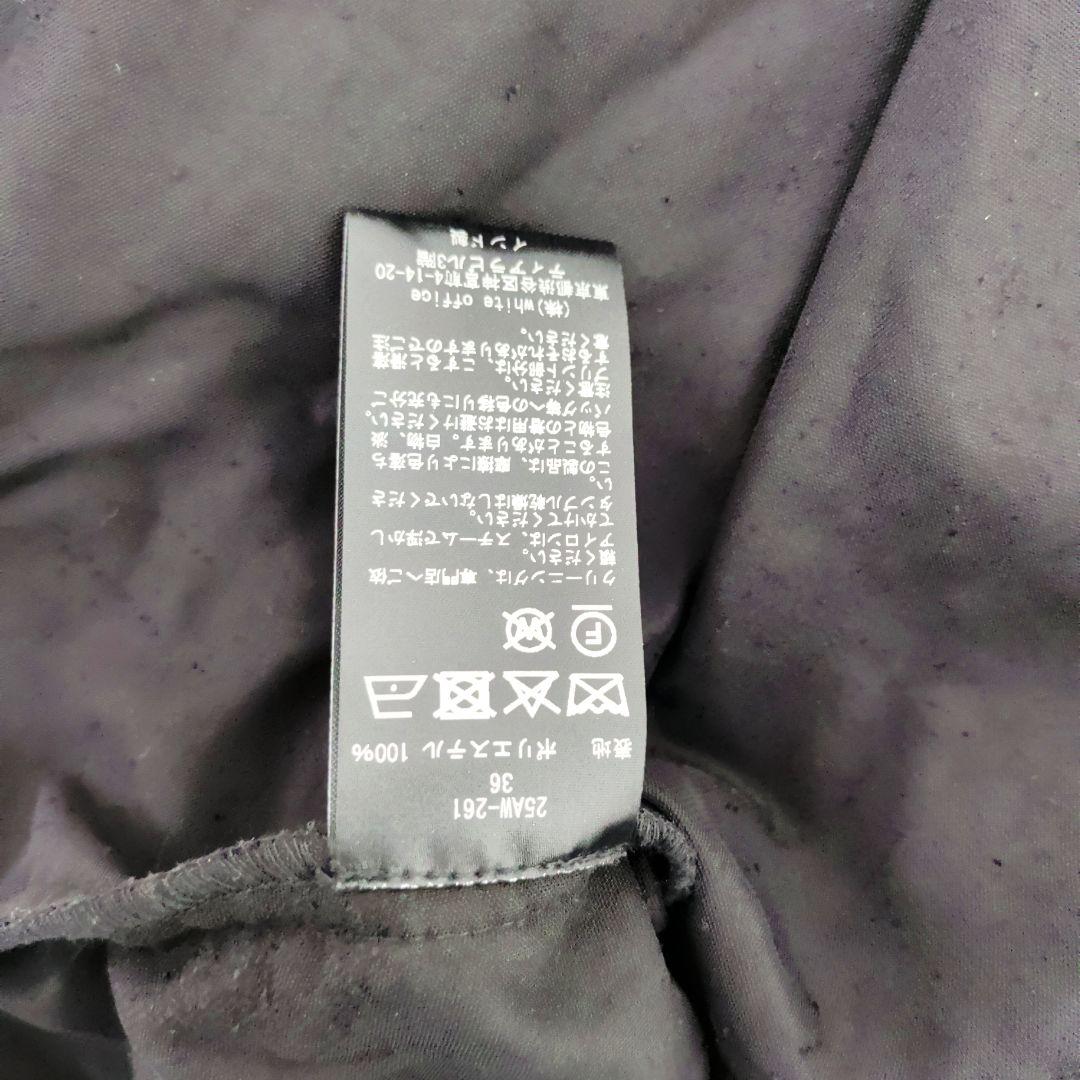 25AW-261
36
表地 ポリエステル 100%
F
W
クリーニングは、専門店へご依
頼ください。
アイロンは、スチームで浮かし
てかけてください。
タンブル乾燥はしないでくださ
い。
この製品は、摩擦により色落ち
することがあります。白物、淡
色物との着用はお避けください。
バッグ等への色移りにも充分ご
注意ください。
プリント部分は、こすると滑落
するおそれがありますのでご注
意ください。
(株)white office
東京都渋谷区神宮前4-14-20
ティアラビル3階
インド製